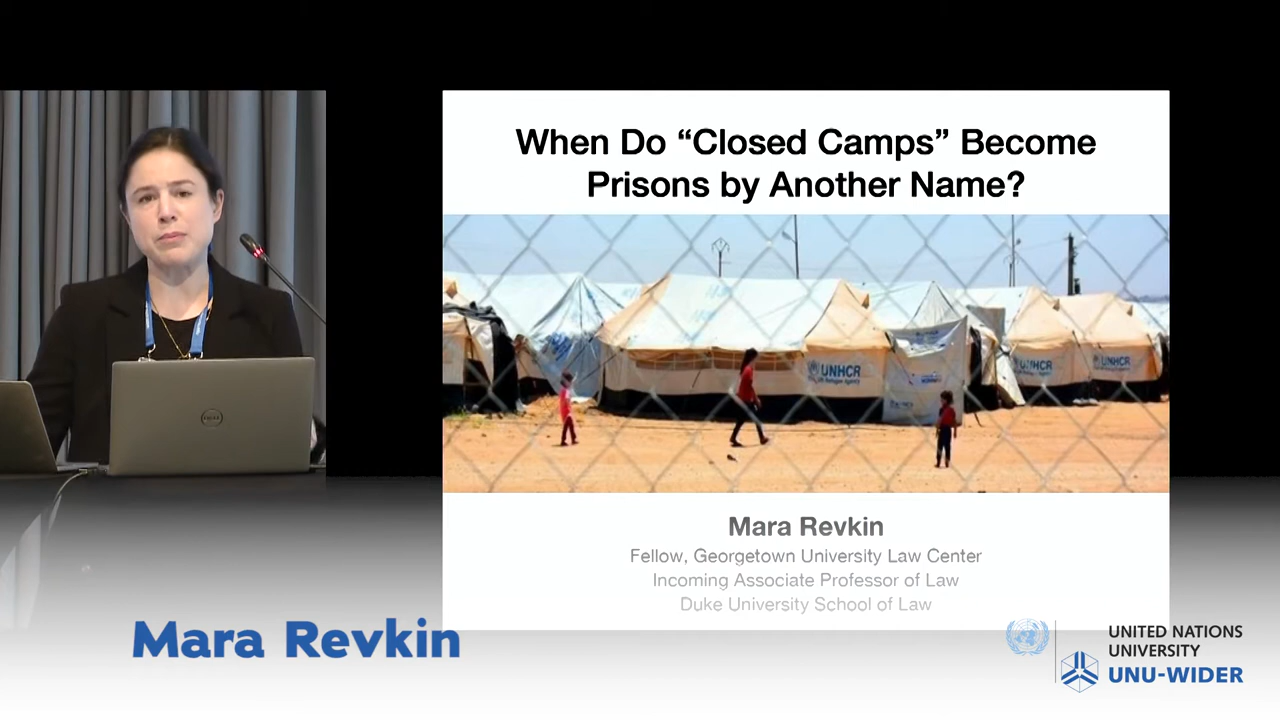 When Do “Closed Camps” Become
Prisons by Another Name?
UNHCR
UNHCR
UNHCR
Mara Revkin
Fellow, Georgetown University Law Center
Incoming Associate Professor of Law
Duke University School of Law
Mara Revkin
UNITED NATIONS
UNIVERSITY
UNU-WIDER
DELL